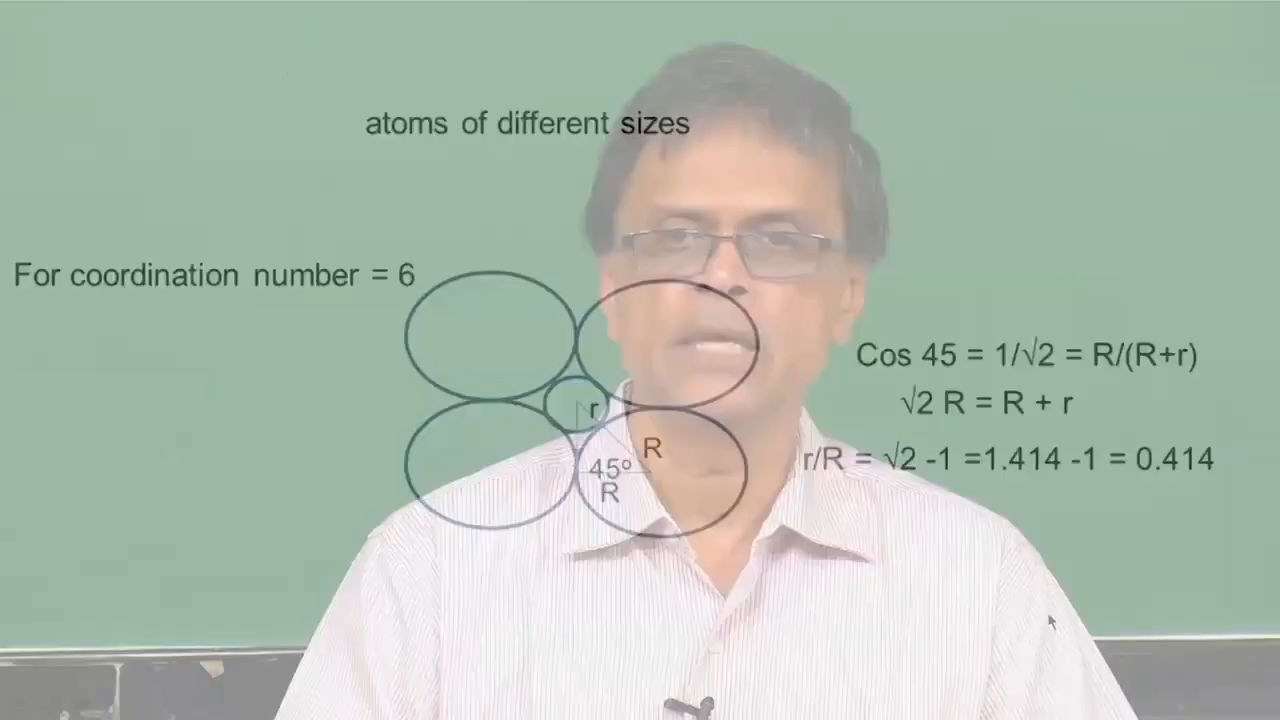 atoms of different sizes
For coordination number = 6
Cos 45 = 1/√2 = R/(R+r)
√2 R = R + r
r/R = √2 -1 =1.414 -1 = 0.414
r
R
45º
R